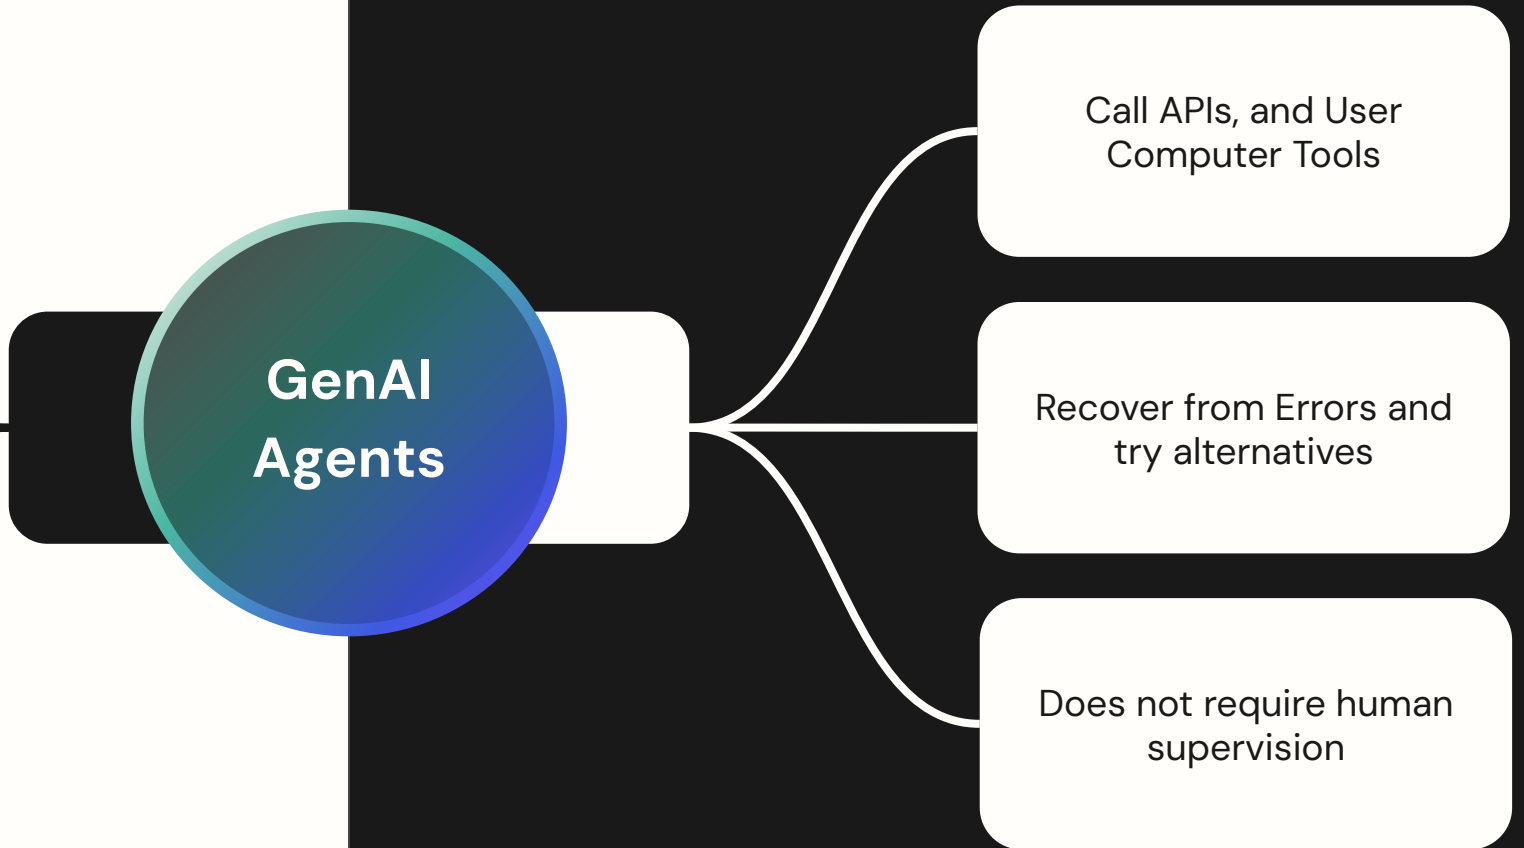 GenAI
Agents
Call APIs, and User
Computer Tools
Recover from Errors and
try alternatives
Does not require human
supervision